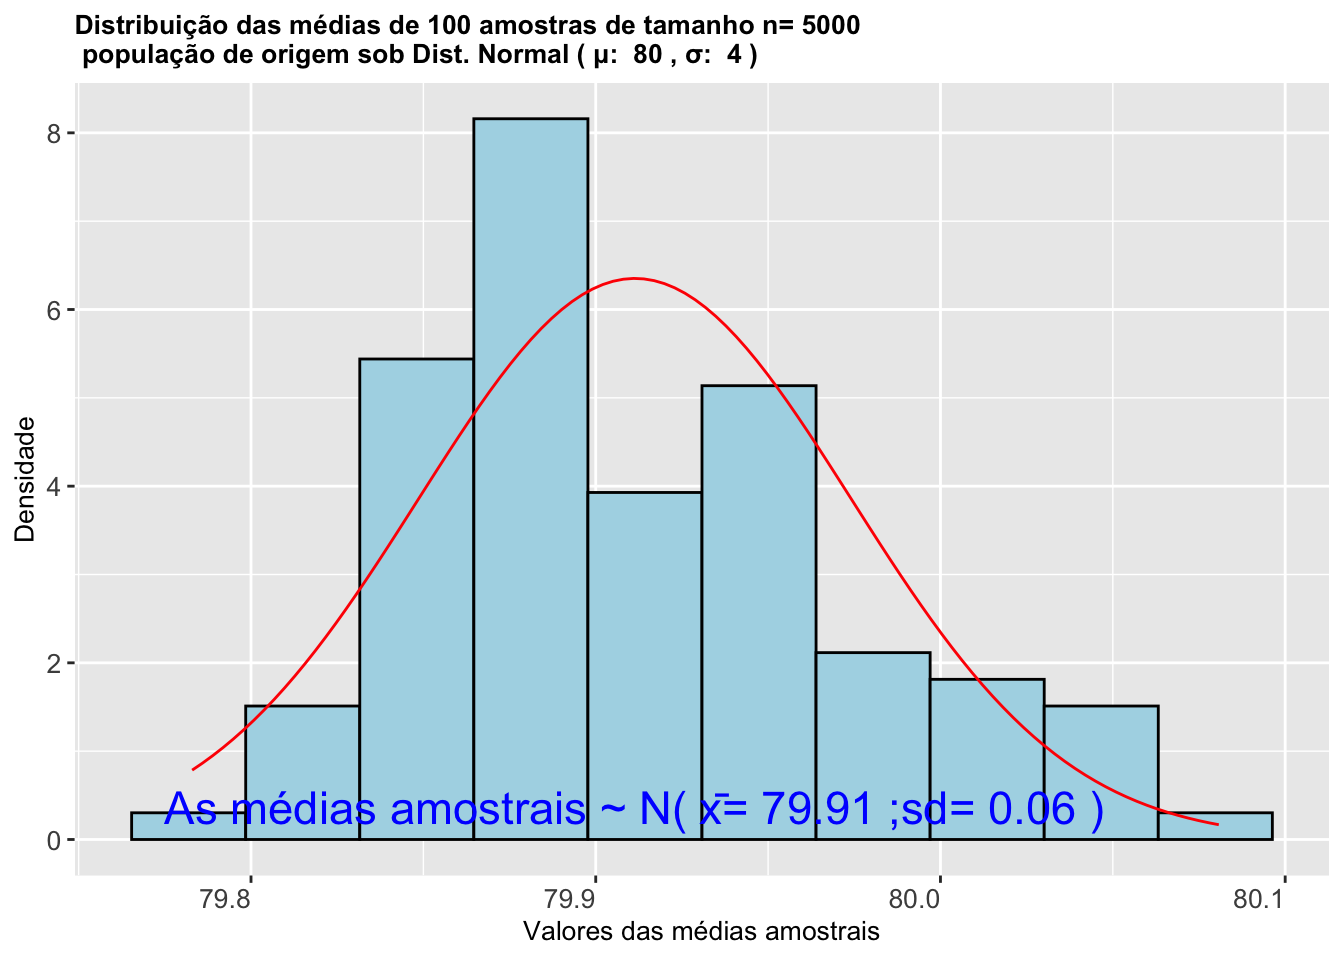 Distribuição das médias de 100 amostras de tamanho n= 5000
população de origem sob Dist. Normal ( μ:  80 , σ:  4 )
Densidade
8
6
4
2
0
As médias amostrais ~ N( x̄= 79.91 ;sd= 0.06 )
79.8
79.9
80.0
80.1
Valores das médias amostrais